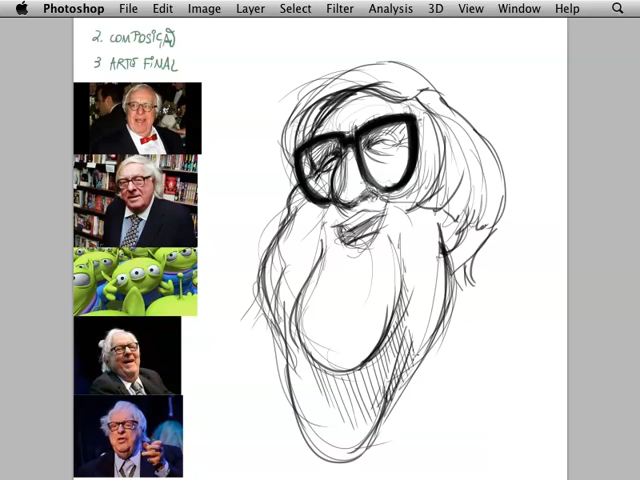 Photoshop File Edit Image Layer Select Filter Analysis 3D View Window Help
2. COMPOSIÇÃO
3 ARTE FINAL